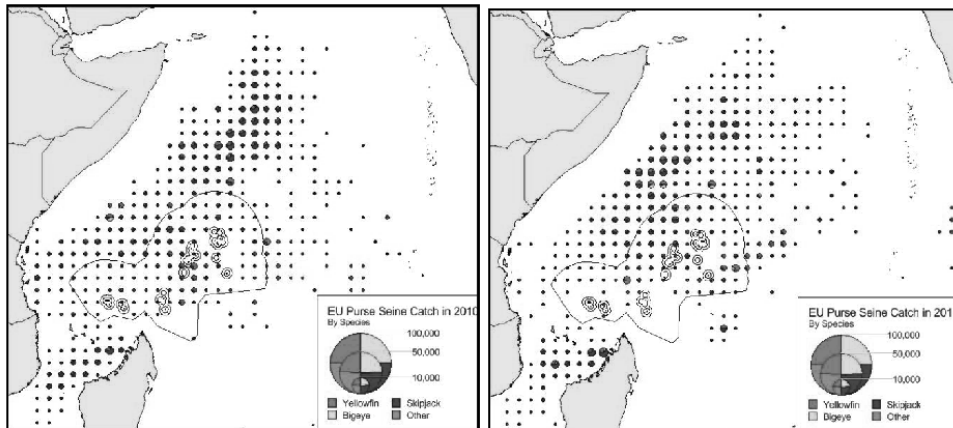 EU Purse Seine Catch in 2010
By Species
100,000
50,000
10,000
Yellowfin Skipjack
Bigeye Other
EU Purse Seine Catch in 201
By Species
100,000
50,000
10,000
Yellowfin Skipjack
Bigeye Other